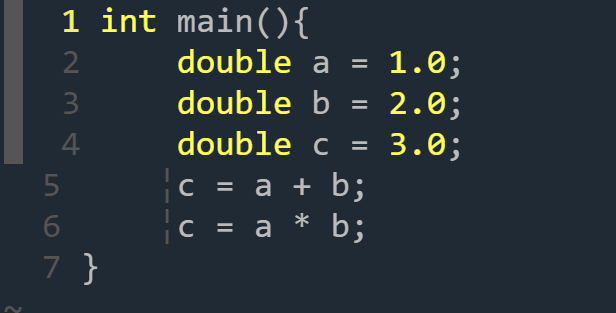 1 int main(){
2     double a = 1.0;
3     double b = 2.0;
4     double c = 3.0;
5     ¦c = a + b;
6     ¦c = a * b;
7 }
~